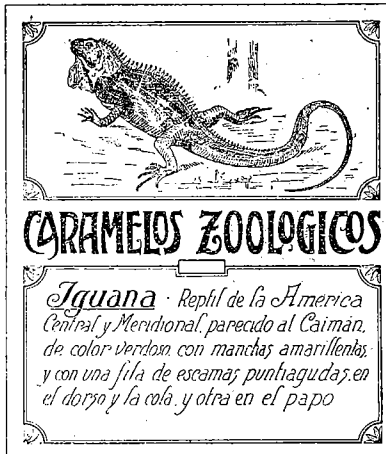 CARAMELOS ZOOLOGICOS
Iguana · Reptil de la America
Central y Meridional, parecido al Caimán,
de color verdoso con manchas amarillentas
y con una fila de escamas puntiagudas, en
el dorso y la cola, y otra en el papo